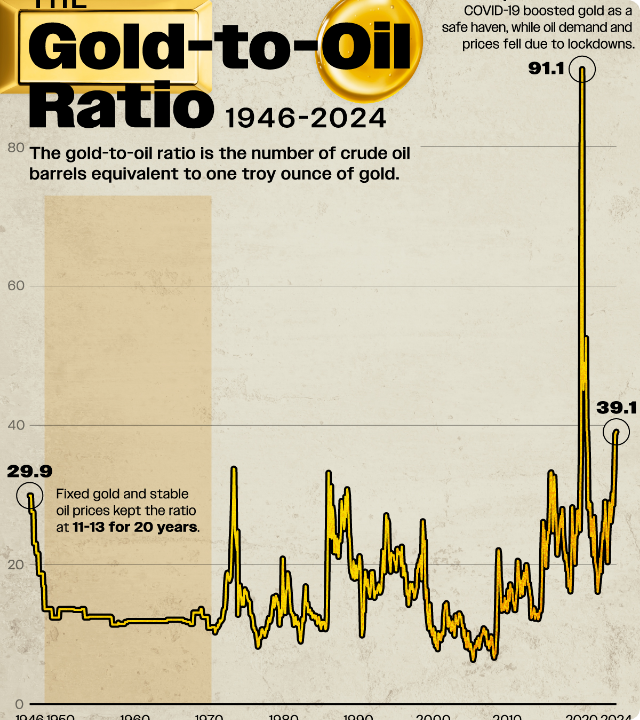 THE
Gold-to-Oil
Ratio 1946-2024
The gold-to-oil ratio is the number of crude oil
barrels equivalent to one troy ounce of gold.
COVID-19 boosted gold as a
safe haven, while oil demand and
prices fell due to lockdowns.
91.1
80
60
40
39.1
29.9
Fixed gold and stable
oil prices kept the ratio
at 11-13 for 20 years.
20
0
1946 1950 1960 1970 1980 1990 2000 2010 2020 2024